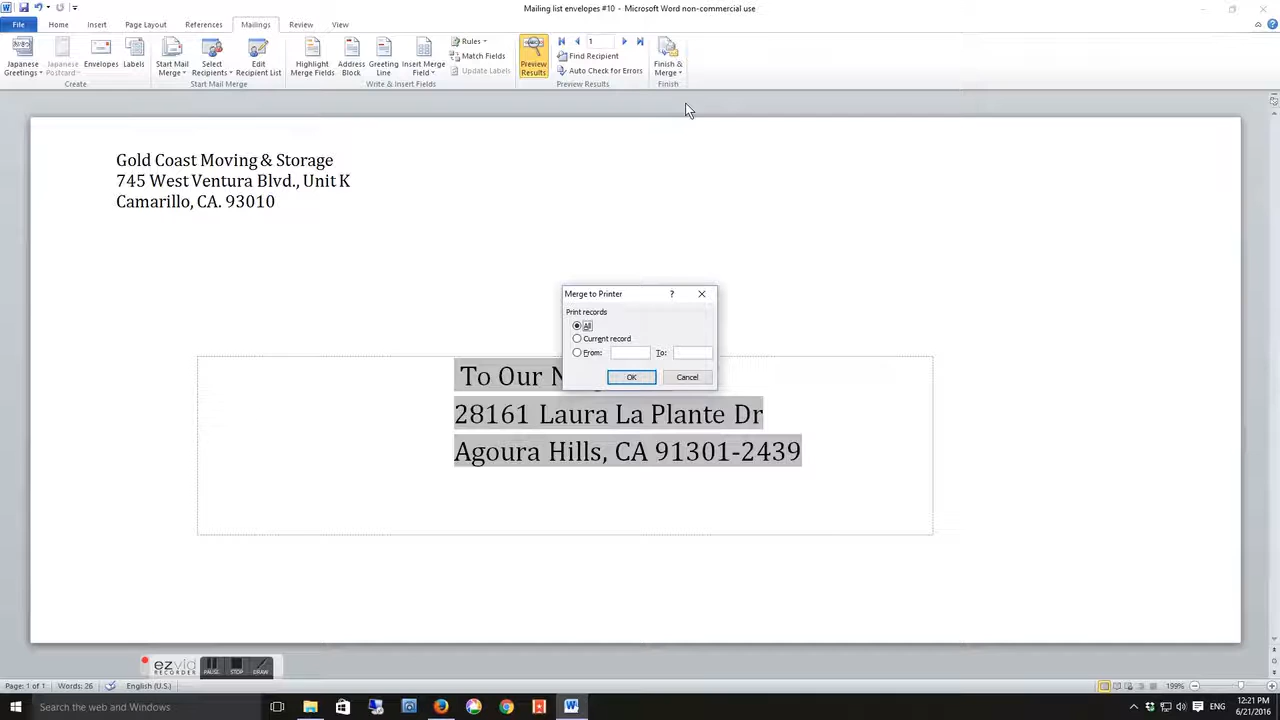 Mailing list envelopes #10 - Microsoft Word non-commercial use
File Home Insert Page Layout References Mailings Review View
Japanese Greetings
Japanese Postcard
Envelopes
Labels
Create
Start Mail Merge
Select Recipients
Edit Recipient List
Start Mail Merge
Highlight Merge Fields
Address Block
Greeting Line
Insert Merge Field
Rules
Match Fields
Update Labels
Write & Insert Fields
Preview Results
1
Find Recipient
Auto Check for Errors
Preview Results
Finish & Merge
Finish
Gold Coast Moving & Storage
745 West Ventura Blvd., Unit K
Camarillo, CA. 93010
Merge to Printer ?
Print records
All
Current record
From: To:
OK Cancel
To Our N
28161 Laura La Plante Dr
Agoura Hills, CA 91301-2439
ezvid
RECORDER
PAUSE STOP DRAW
Page: 1 of 1 Words: 26 English (U.S.) 199%
Search the web and Windows
ENG
12:21 PM
6/21/2016